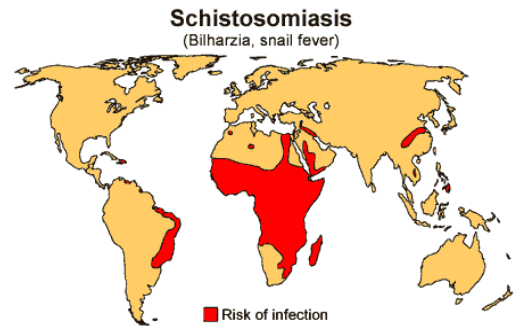 Schistosomiasis
(Bilharzia, snail fever)
Risk of infection